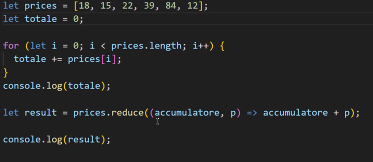 let prices = [18, 15, 22, 39, 84, 12];
let totale = 0;
for (let i = 0; i < prices.length; i++) {
totale += prices[i];
}
console.log(totale);
let result = prices.reduce((accumulatore, p) => accumulatore + p);
console.log(result);